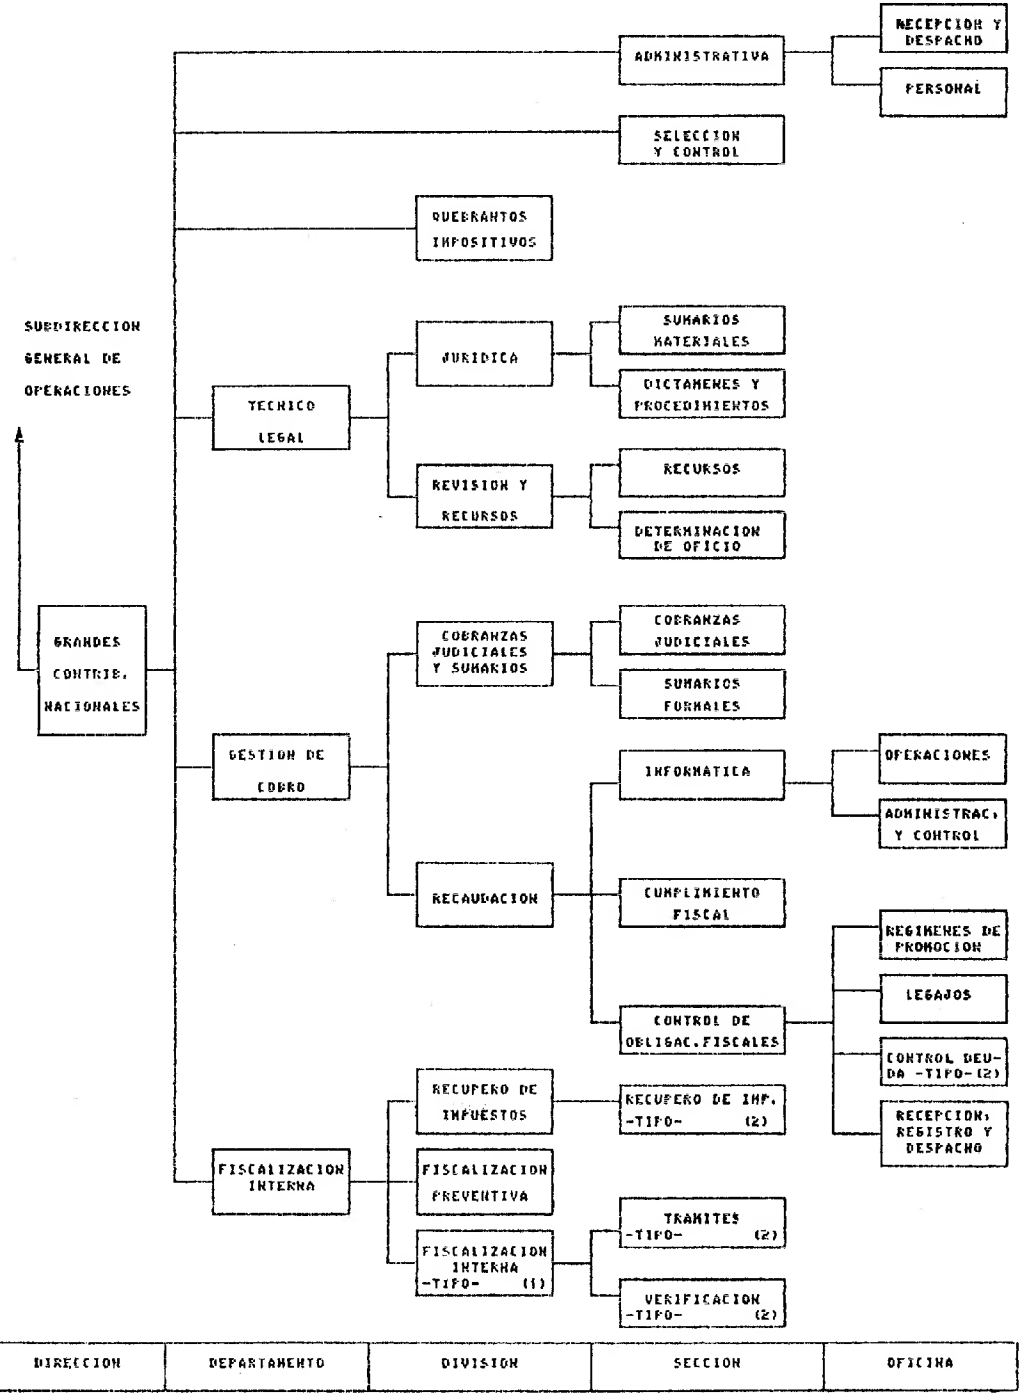 RECEPCION Y
DESPACHO
ADMINISTRATIVA
PERSONAL
SELECCION
Y CONTROL
QUEBRANTOS
IMPOSITIVOS
SUBDIRECCION
GENERAL DE
OPERACIONES
SUMARIOS
MATERIALES
JURIDICA
DICTAMENES Y
PROCEDIMIENTOS
TECNICO
LEGAL
RECURSOS
REVISION Y
RECURSOS
DETERMINACION
DE OFICIO
COBRANZAS
JUDICIALES
COBRANZAS
JUDICIALES
Y SUMARIOS
SUMARIOS
FORMALES
GRANDES
CONTRIB.
NACIONALES
GESTION DE
COBRO
INFORMATICA
OPERACIONES
ADMINISTRAC.
Y CONTROL
RECAUDACION
CUMPLIMIENTO
FISCAL
REGIMENES DE
PROMOCION
LEGAJOS
CONTROL DE
OBLIGAC.FISCALES
CONTROL DEU-
DA -TIPO-(2)
RECEPCION,
REGISTRO Y
DESPACHO
RECUPERO DE
IMPUESTOS
RECUPERO DE IMP.
-TIPO- (2)
FISCALIZACION
INTERNA
FISCALIZACION
PREVENTIVA
TRAMITES
-TIPO- (2)
FISCALIZACION
INTERNA
-TIPO- (1)
VERIFICACION
-TIPO- (2)
DIRECCION DEPARTAMENTO DIVISION SECCION OFICINA